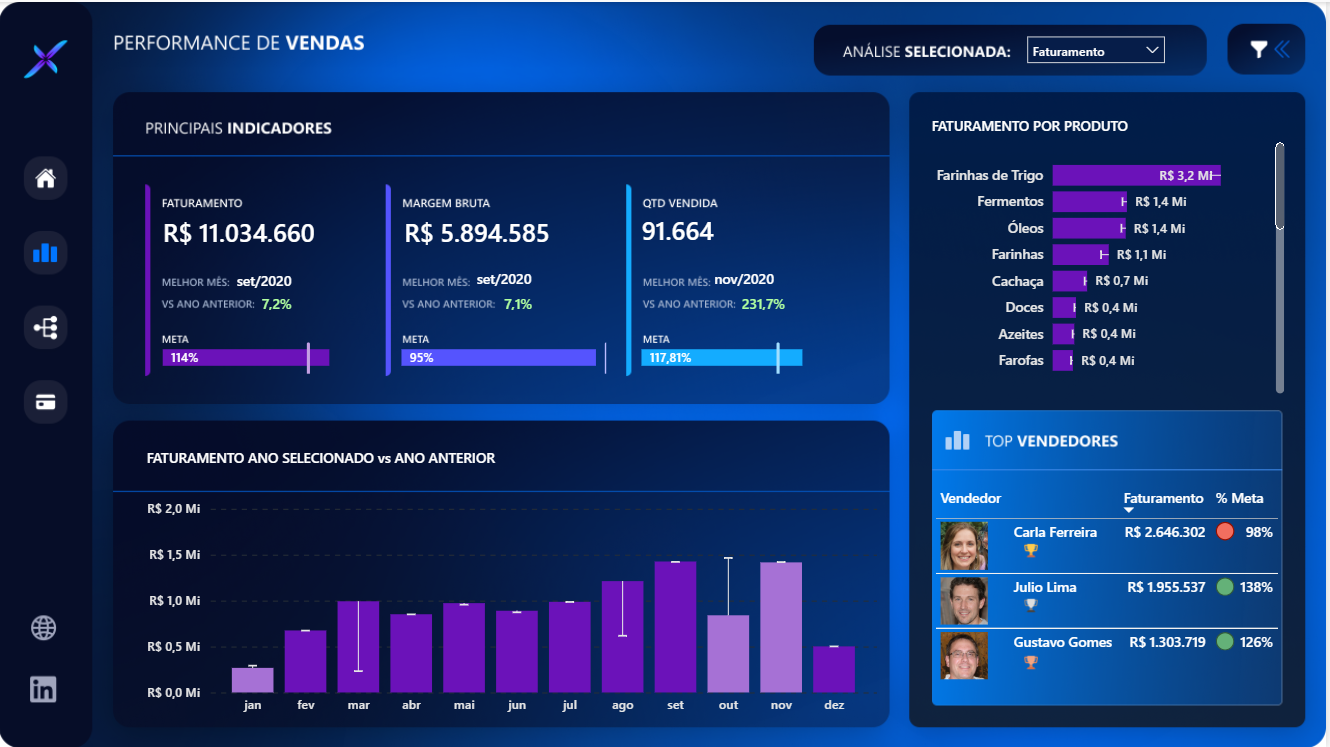 PERFORMANCE DE VENDAS
ANÁLISE SELECIONADA: Faturamento
PRINCIPAIS INDICADORES
FATURAMENTO
R$ 11.034.660
MELHOR MÊS: set/2020
VS ANO ANTERIOR: 7,2%
META
114%
MARGEM BRUTA
R$ 5.894.585
MELHOR MÊS: set/2020
VS ANO ANTERIOR: 7,1%
META
95%
QTD VENDIDA
91.664
MELHOR MÊS: nov/2020
VS ANO ANTERIOR: 231,7%
META
117,81%
FATURAMENTO ANO SELECIONADO vs ANO ANTERIOR
R$ 2,0 Mi
R$ 1,5 Mi
R$ 1,0 Mi
R$ 0,5 Mi
R$ 0,0 Mi
jan fev mar abr mai jun jul ago set out nov dez
FATURAMENTO POR PRODUTO
Farinhas de Trigo R$ 3,2 Mi
Fermentos R$ 1,4 Mi
Óleos R$ 1,4 Mi
Farinhas R$ 1,1 Mi
Cachaça R$ 0,7 Mi
Doces R$ 0,4 Mi
Azeites R$ 0,4 Mi
Farofas R$ 0,4 Mi
TOP VENDEDORES
Vendedor Faturamento % Meta
Carla Ferreira R$ 2.646.302 98%
Julio Lima R$ 1.955.537 138%
Gustavo Gomes R$ 1.303.719 126%
in